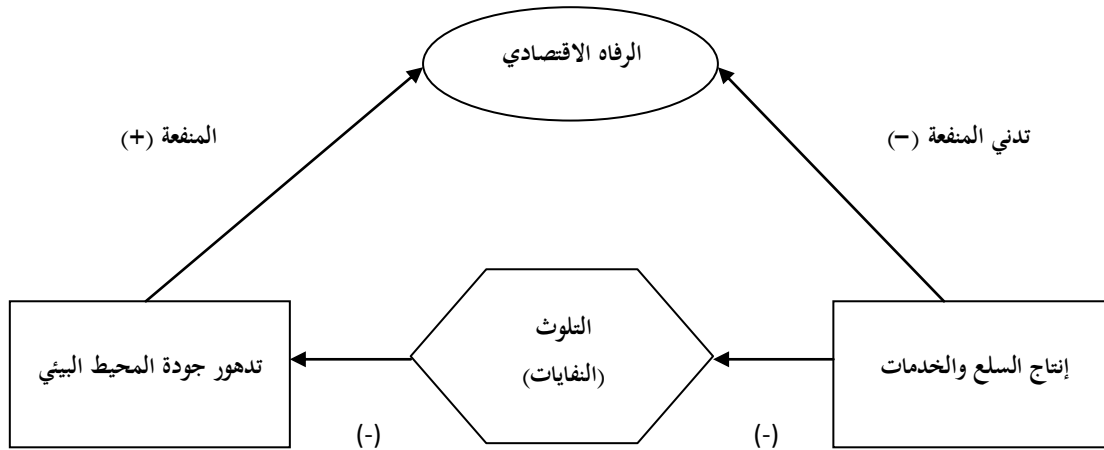 الرفاه الاقتصادي
تدني المنفعة (−)
المنفعة (+)
إنتاج السلع والخدمات
التلوث
(النفايات)
تدهور جودة المحيط البيئي
(-)
(-)